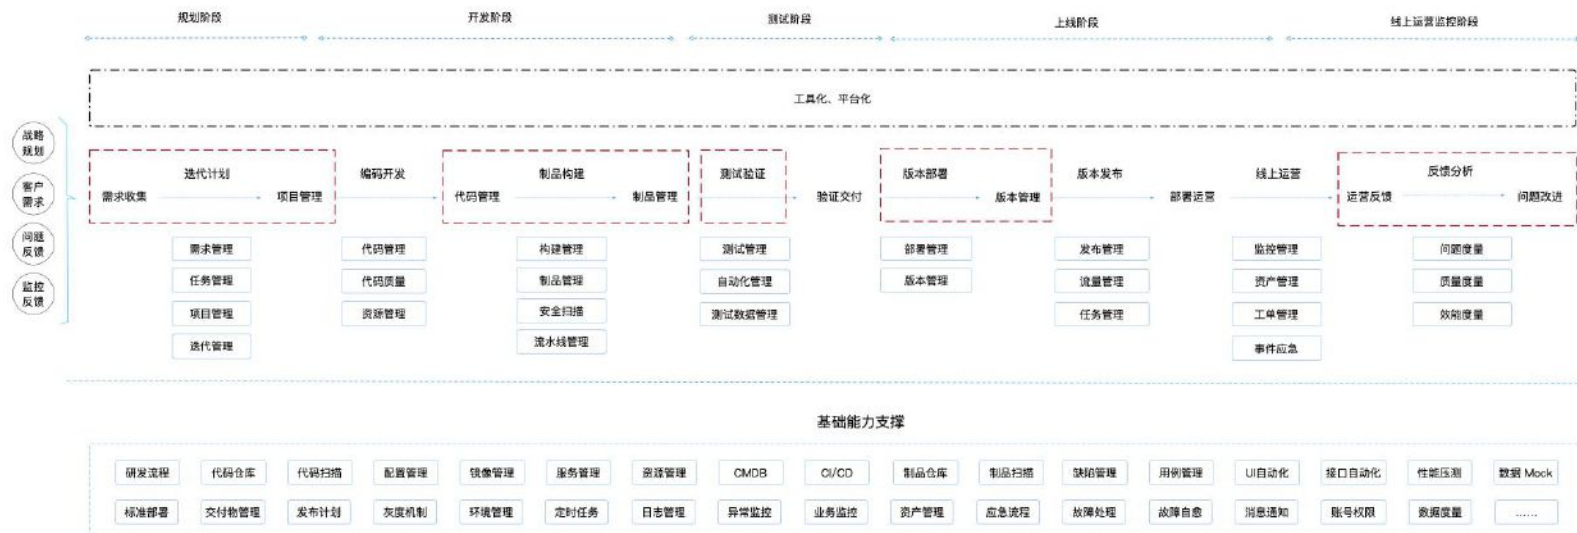 规划阶段
开发阶段
测试阶段
上线阶段
线上运营监控阶段
工具化、平台化
战略
规划
客户
需求
问题
反馈
监控
反馈
迭代计划
编码开发
制品构建
测试验证
版本部署
版本发布
线上运营
反馈分析
需求收集
项目管理
代码管理
制品管理
验证交付
版本管理
部署运营
运营反馈
问题改进
需求管理
任务管理
项目管理
迭代管理
代码管理
代码质量
资源管理
构建管理
制品管理
安全扫描
流水线管理
测试管理
自动化管理
测试数据管理
部署管理
版本管理
发布管理
流量管理
任务管理
监控管理
资产管理
工单管理
事件应急
问题度量
质量度量
效能度量
基础能力支撑
研发流程
代码仓库
代码扫描
配置管理
镜像管理
服务管理
资源管理
CMDB
CI/CD
制品仓库
制品扫描
缺陷管理
用例管理
UI自动化
接口自动化
性能压测
数据 Mock
标准部署
交付物管理
发布计划
灰度机制
环境管理
定时任务
日志管理
异常监控
业务监控
资产管理
应急流程
故障处理
故障自愈
消息通知
账号权限
数据度量
……